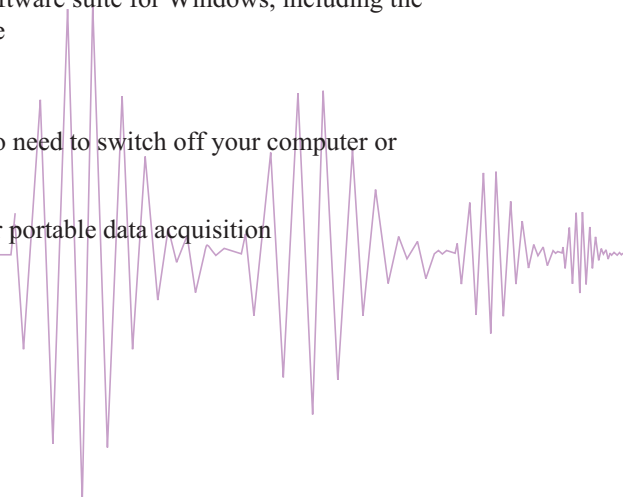 ftware suite for Windows, including the
e
o need to switch off your computer or
r portable data acquisition